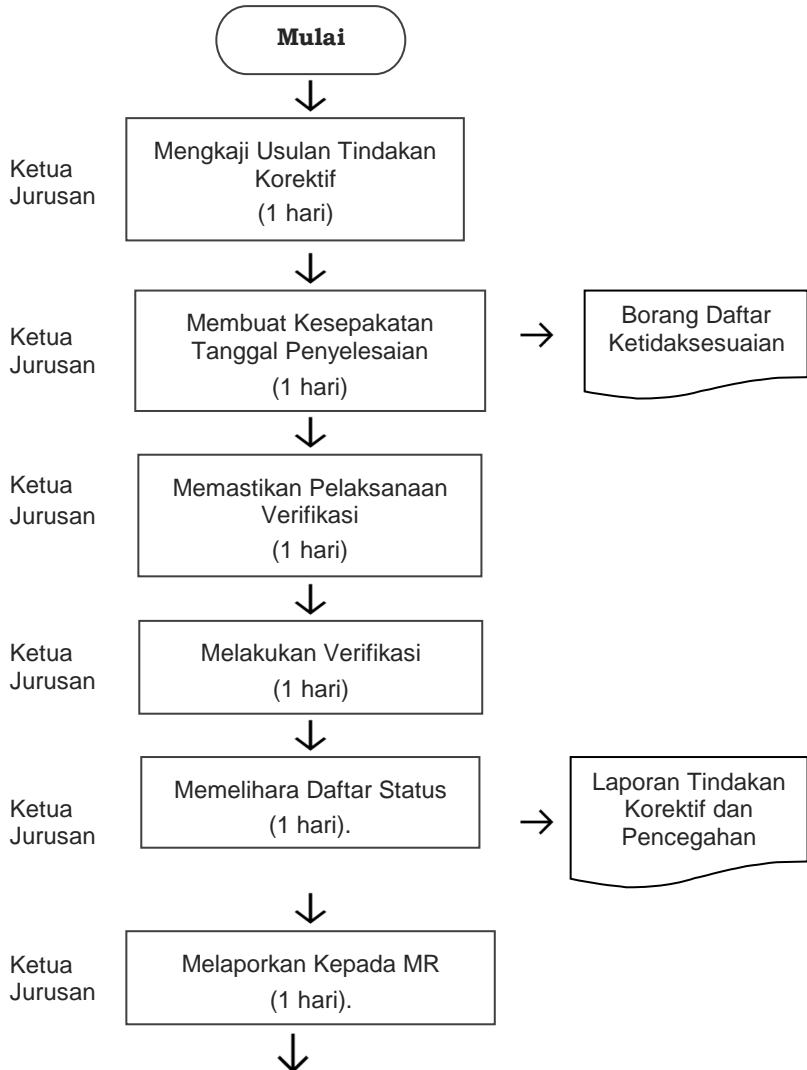 Mulai
Ketua
Jurusan
Mengkaji Usulan Tindakan
Korektif
(1 hari)
Ketua
Jurusan
Membuat Kesepakatan
Tanggal Penyelesaian
(1 hari)
Borang Daftar
Ketidaksesuaian
Ketua
Jurusan
Memastikan Pelaksanaan
Verifikasi
(1 hari)
Ketua
Jurusan
Melakukan Verifikasi
(1 hari)
Ketua
Jurusan
Memelihara Daftar Status
(1 hari).
Laporan Tindakan
Korektif dan
Pencegahan
Ketua
Jurusan
Melaporkan Kepada MR
(1 hari).